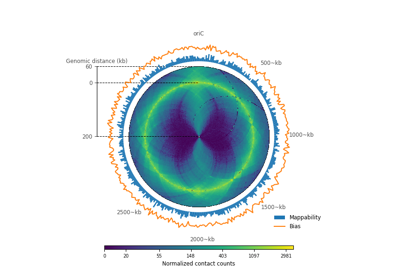 oriC
Genomic distance (kb)
60
0
200
500~kb
1000~kb
1500~kb
2000~kb
2500~kb
Mappability
Bias
0 20 55 148 403 1097 2981
Normalized contact counts